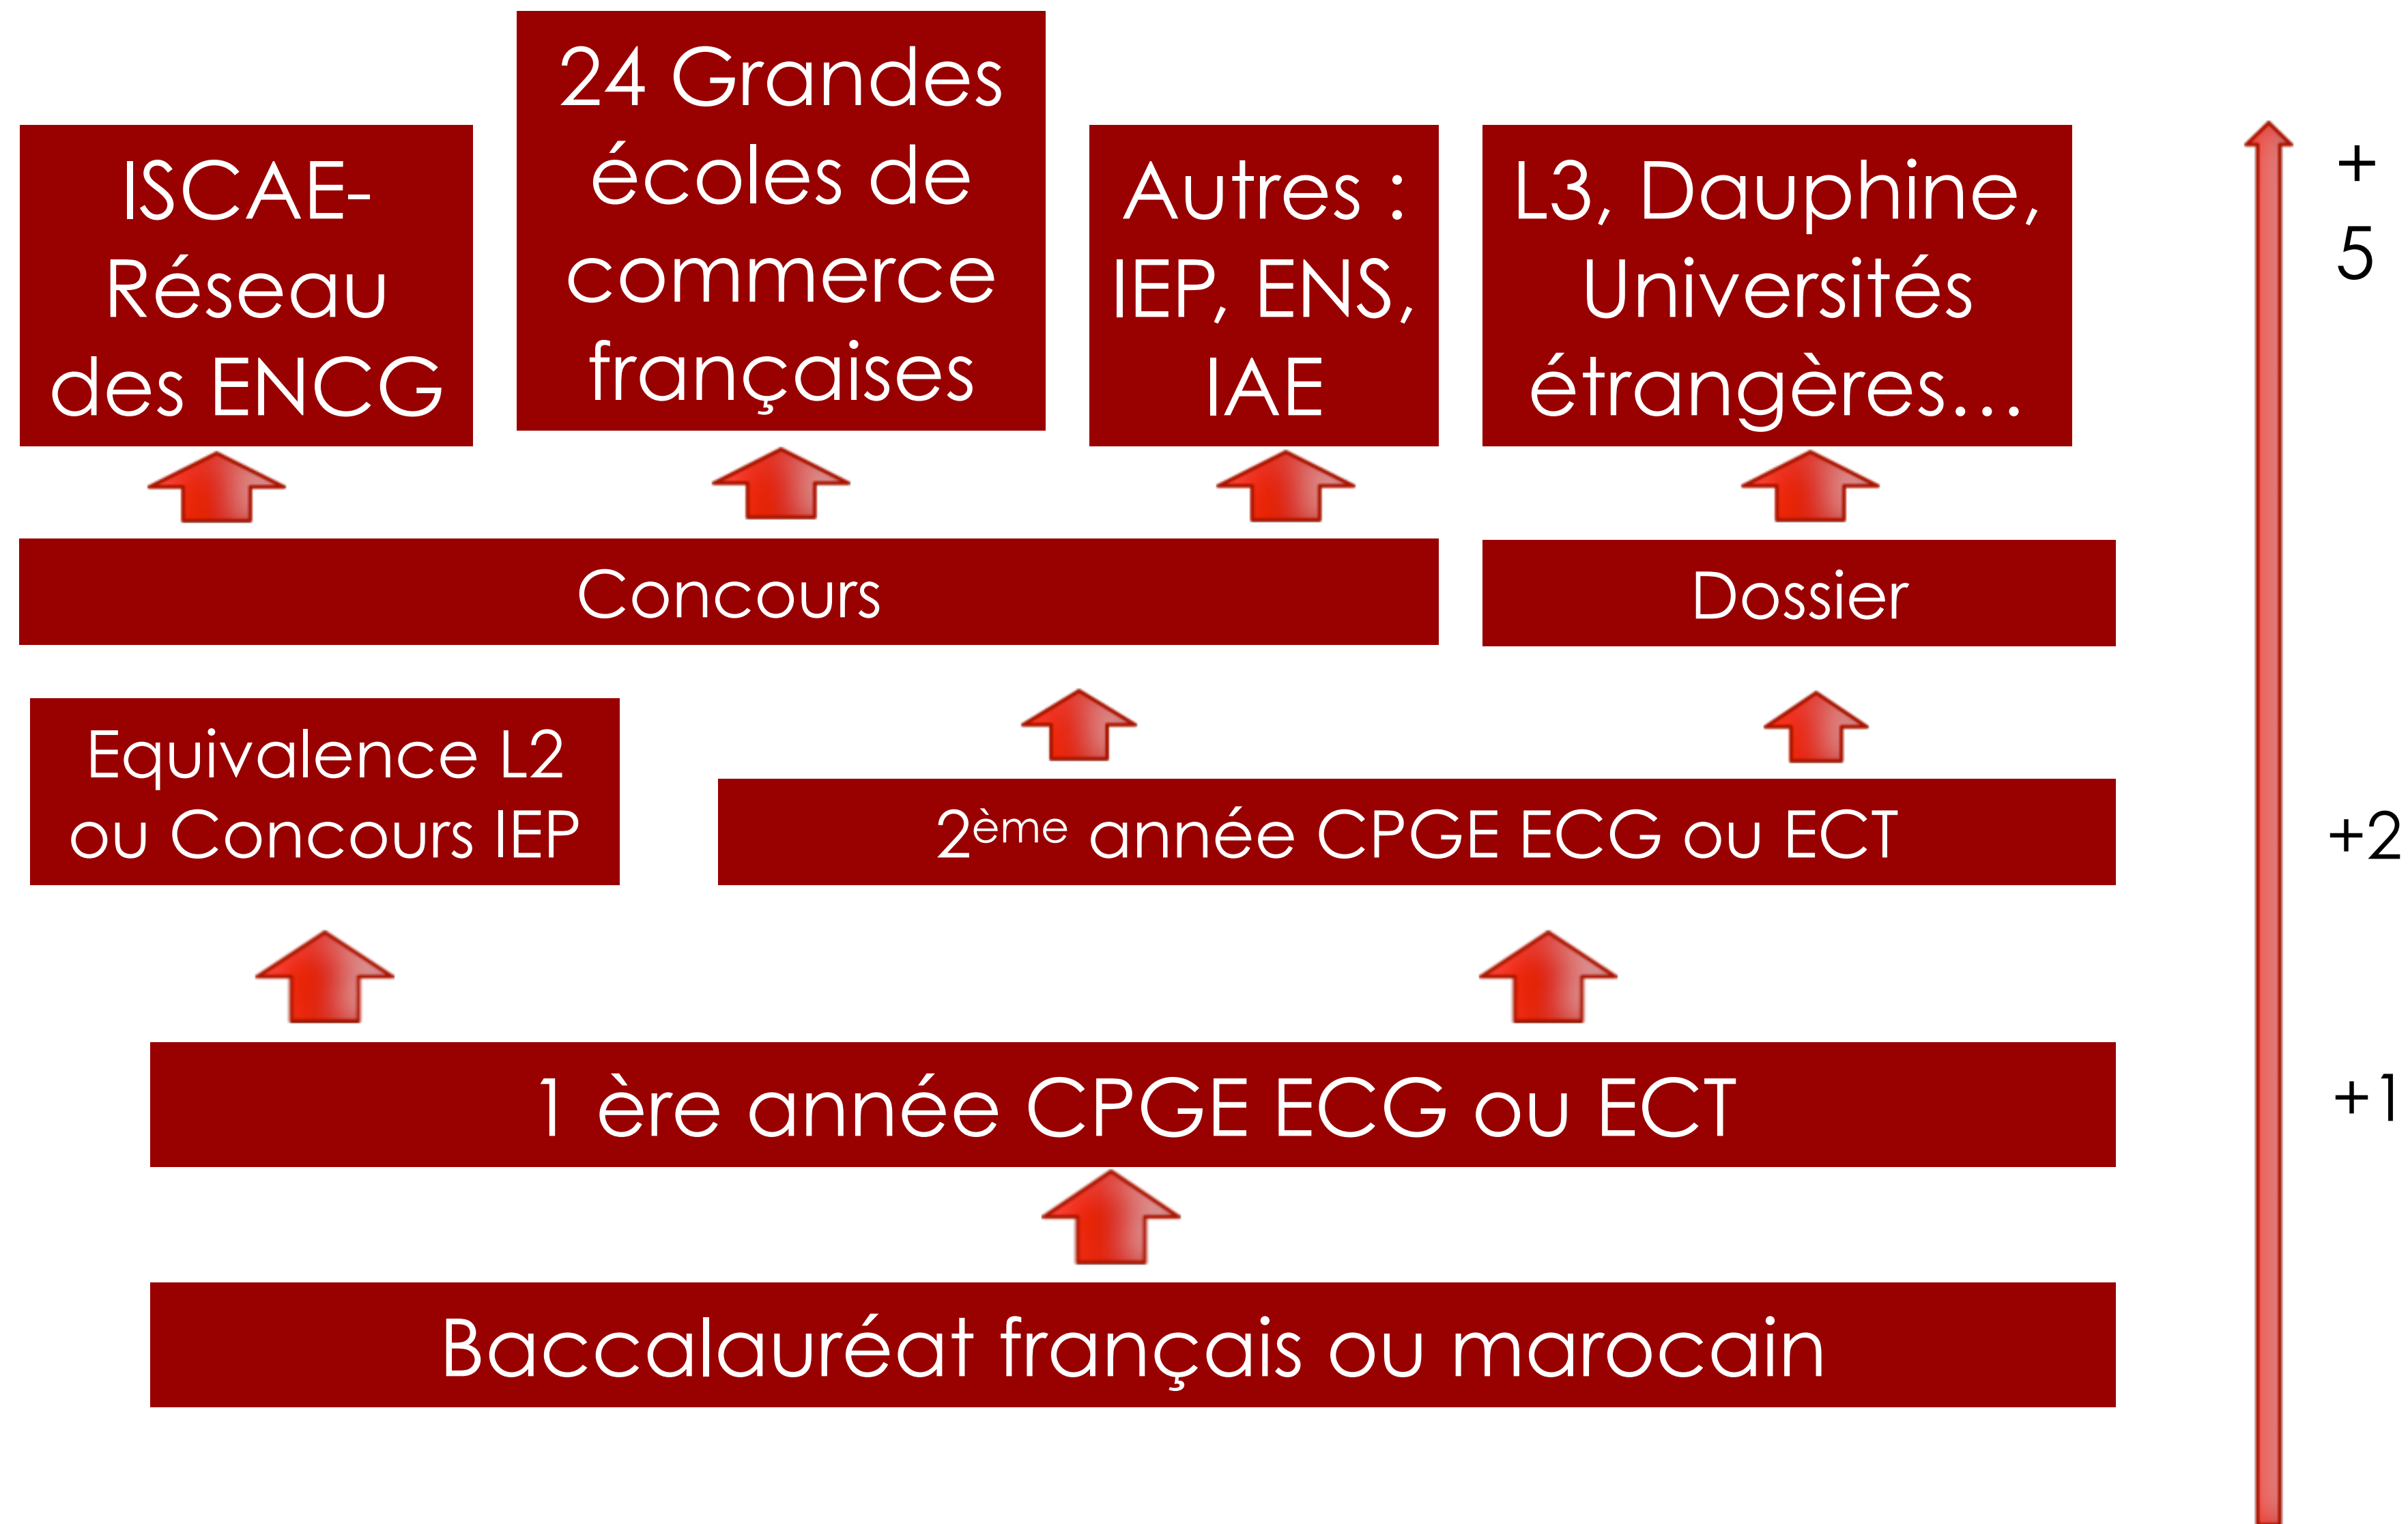 24 Grandes
écoles de
commerce
françaises
ISCAE-
Réseau
des ENCG
Autres :
IEP, ENS,
IAE
L3, Dauphine,
Universités
étrangères...
+
5
Concours
Dossier
Equivalence L2
ou Concours IEP
2ème année CPGE ECG ou ECT
+2
1 ère année CPGE ECG ou ECT
+1
Baccalauréat français ou marocain